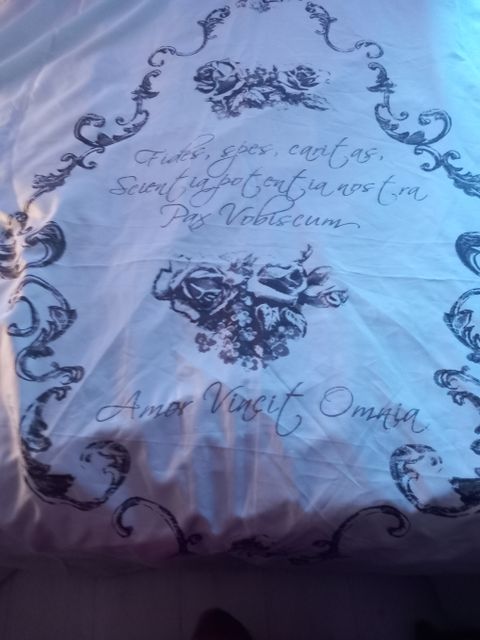 Fides, spes, caritas,
Scientia potentia nostra
Pax Vobiscum
Amor Vincit Omnia